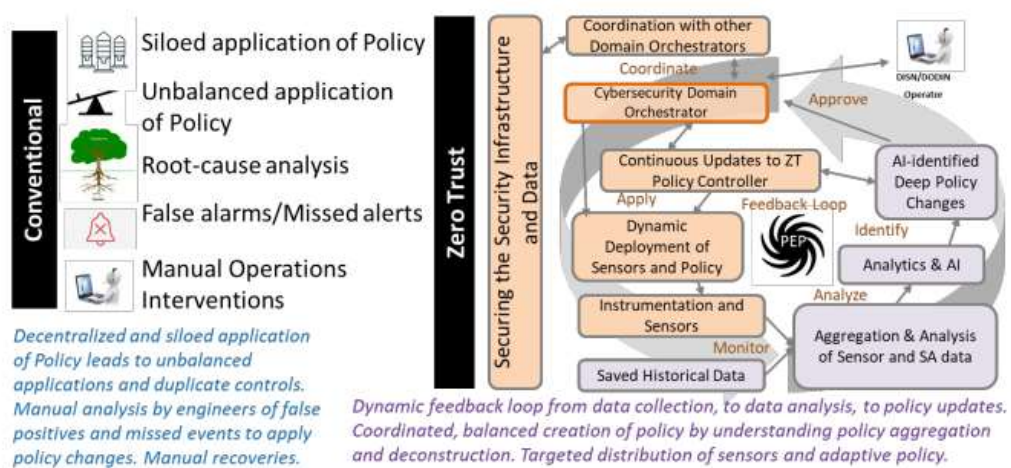 Conventional
Siloed application of Policy
Unbalanced application
of Policy
Root-cause analysis
False alarms/Missed alerts
Manual Operations
Interventions
Decentralized and siloed application
of Policy leads to unbalanced
applications and duplicate controls.
Manual analysis by engineers of false
positives and missed events to apply
policy changes. Manual recoveries.
Zero Trust
Securing the Security Infrastructure
and Data
Coordination with other
Domain Orchestrators
Coordinate
Cybersecurity Domain
Orchestrator
DISN/DODIN
Operator
Approve
Continuous Updates to ZT
Policy Controller
AI-identified
Deep Policy
Changes
Apply
Feedback Loop
PEP
Dynamic
Deployment of
Sensors and Policy
Identify
Analytics & AI
Analyze
Instrumentation and
Sensors
Monitor
Aggregation & Analysis
of Sensor and SA data
Saved Historical Data
Dynamic feedback loop from data collection, to data analysis, to policy updates.
Coordinated, balanced creation of policy by understanding policy aggregation
and deconstruction. Targeted distribution of sensors and adaptive policy.